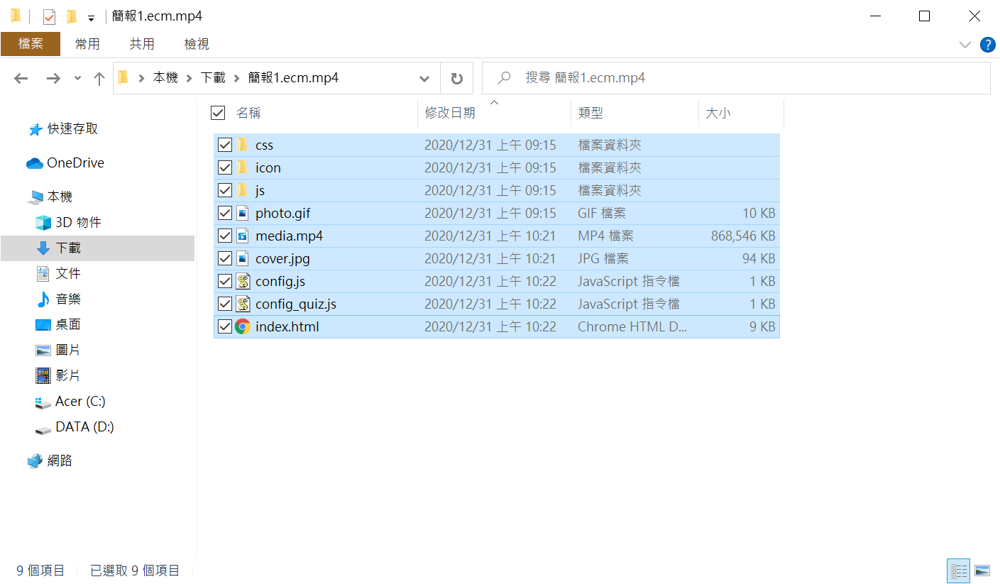 簡報1.ecm.mp4
檔案 常用 共用 檢視
本機 下載 簡報1.ecm.mp4 搜尋 簡報1.ecm.mp4
快速存取
OneDrive
本機
3D 物件
下載
文件
音樂
桌面
圖片
影片
Acer (C:)
DATA (D:)
網路
名稱 修改日期 類型 大小
css 2020/12/31 上午 09:15 檔案資料夾
icon 2020/12/31 上午 09:15 檔案資料夾
js 2020/12/31 上午 09:15 檔案資料夾
photo.gif 2020/12/31 上午 09:15 GIF 檔案 10 KB
media.mp4 2020/12/31 上午 10:21 MP4 檔案 868,546 KB
cover.jpg 2020/12/31 上午 10:21 JPG 檔案 94 KB
config.js 2020/12/31 上午 10:22 JavaScript 指令檔 1 KB
config_quiz.js 2020/12/31 上午 10:22 JavaScript 指令檔 1 KB
index.html 2020/12/31 上午 10:22 Chrome HTML D... 9 KB
9 個項目 已選取 9 個項目